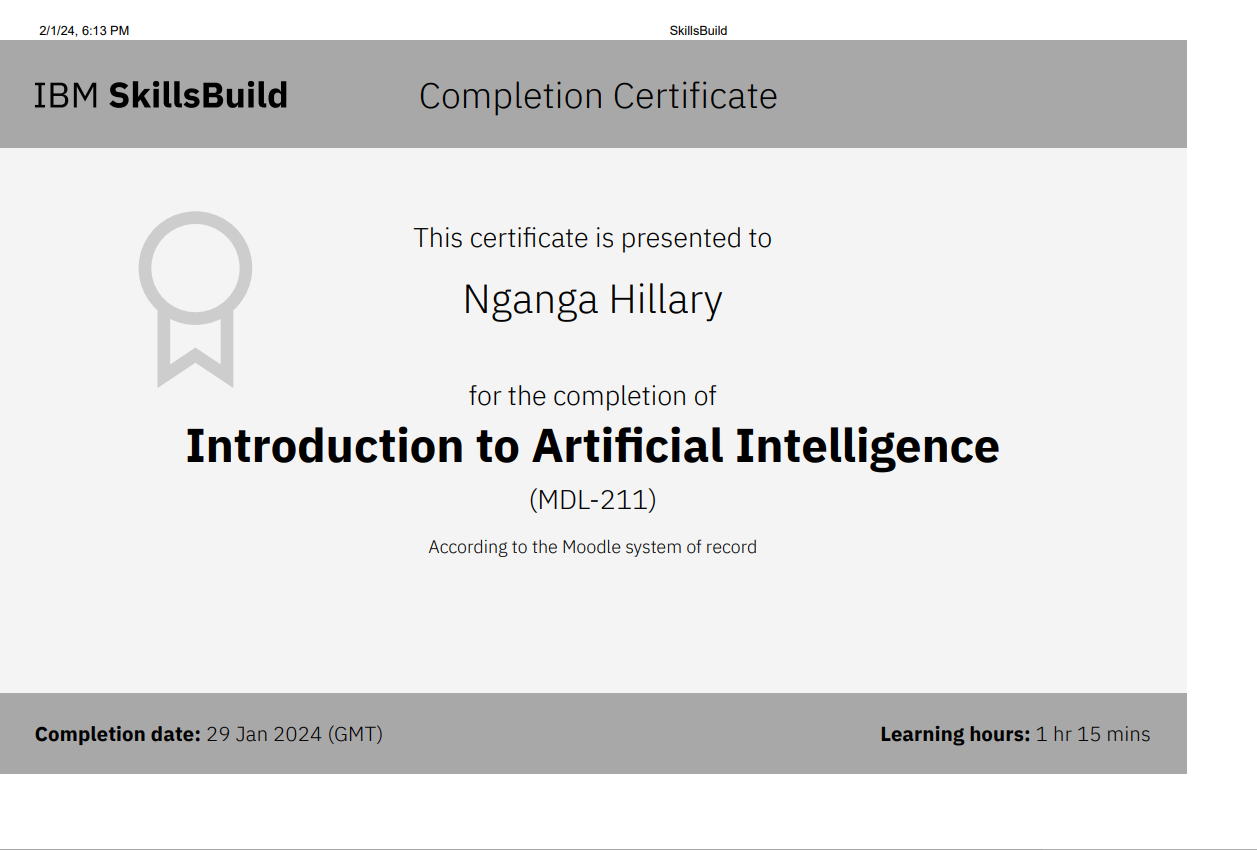 2/1/24, 6:13 PM SkillsBuild
IBM SkillsBuild Completion Certificate
This certificate is presented to
Nganga Hillary
for the completion of
Introduction to Artificial Intelligence
(MDL-211)
According to the Moodle system of record
Completion date: 29 Jan 2024 (GMT) Learning hours: 1 hr 15 mins